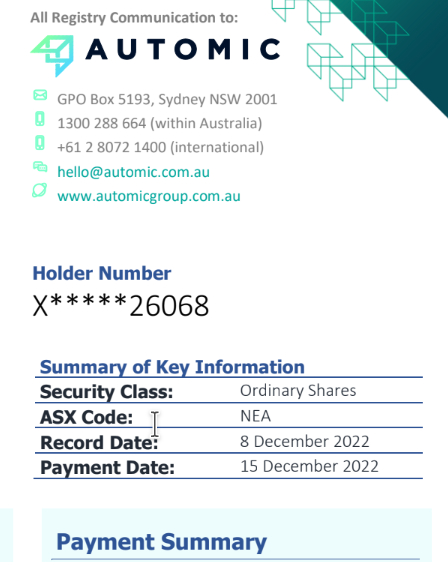 All Registry Communication to:
AUTOMIC
GPO Box 5193, Sydney NSW 2001
1300 288 664 (within Australia)
+61 2 8072 1400 (international)
hello@automic.com.au
www.automicgroup.com.au
Holder Number
X*****26068
Summary of Key Information
Security Class: Ordinary Shares
ASX Code: NEA
Record Date: 8 December 2022
Payment Date: 15 December 2022
Payment Summary